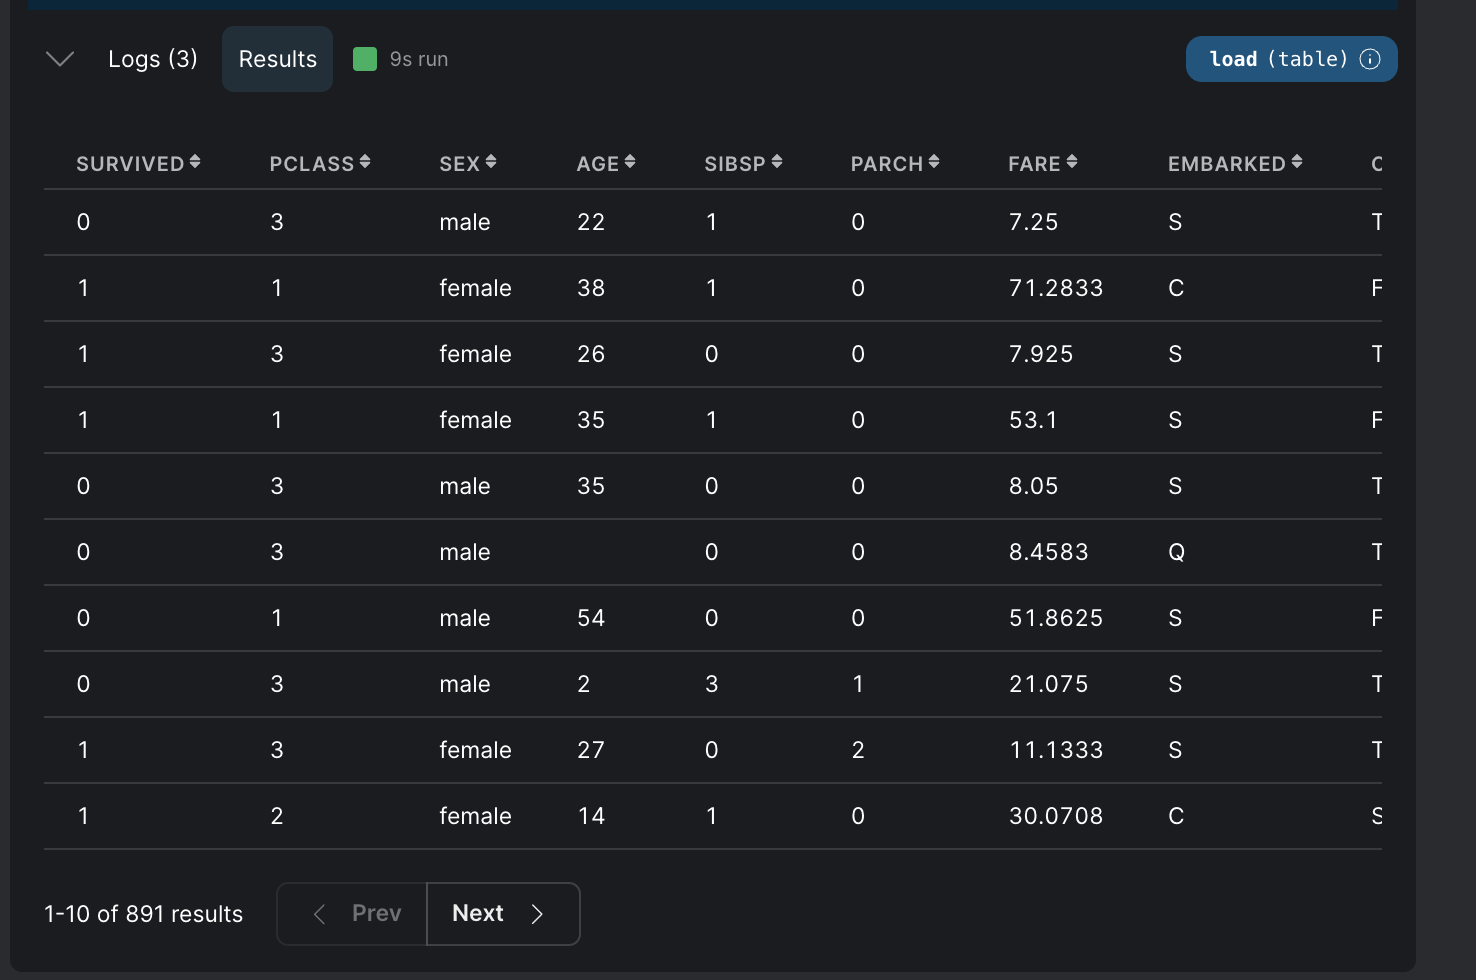 Logs (3) Results 9s run load (table)
SURVIVED PCLASS SEX AGE SIBSP PARCH FARE EMBARKED C
0 3 male 22 1 0 7.25 S T
1 1 female 38 1 0 71.2833 C F
1 3 female 26 0 0 7.925 S T
1 1 female 35 1 0 53.1 S F
0 3 male 35 0 0 8.05 S T
0 3 male 0 0 8.4583 Q T
0 1 male 54 0 0 51.8625 S F
0 3 male 2 3 1 21.075 S T
1 3 female 27 0 2 11.1333 S T
1 2 female 14 1 0 30.0708 C S
1-10 of 891 results Prev Next